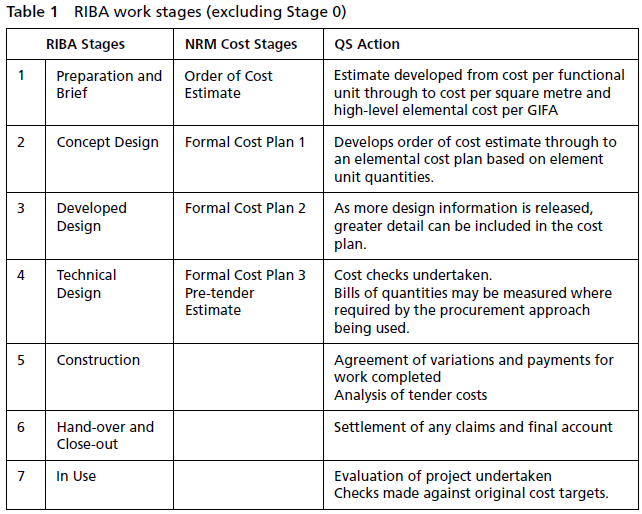 Table 1 RIBA work stages (excluding Stage 0)
RIBA Stages NRM Cost Stages QS Action
1 Preparation and Brief Order of Cost Estimate Estimate developed from cost per functional
unit through to cost per square metre and
high-level elemental cost per GIFA
2 Concept Design Formal Cost Plan 1 Develops order of cost estimate through to
an elemental cost plan based on element
unit quantities.
3 Developed Design Formal Cost Plan 2 As more design information is released,
greater detail can be included in the cost
plan.
4 Technical Design Formal Cost Plan 3 Pre-tender Estimate Cost checks undertaken.
Bills of quantities may be measured where
required by the procurement approach
being used.
5 Construction Agreement of variations and payments for
work completed
Analysis of tender costs
6 Hand-over and Close-out Settlement of any claims and final account
7 In Use Evaluation of project undertaken
Checks made against original cost targets.